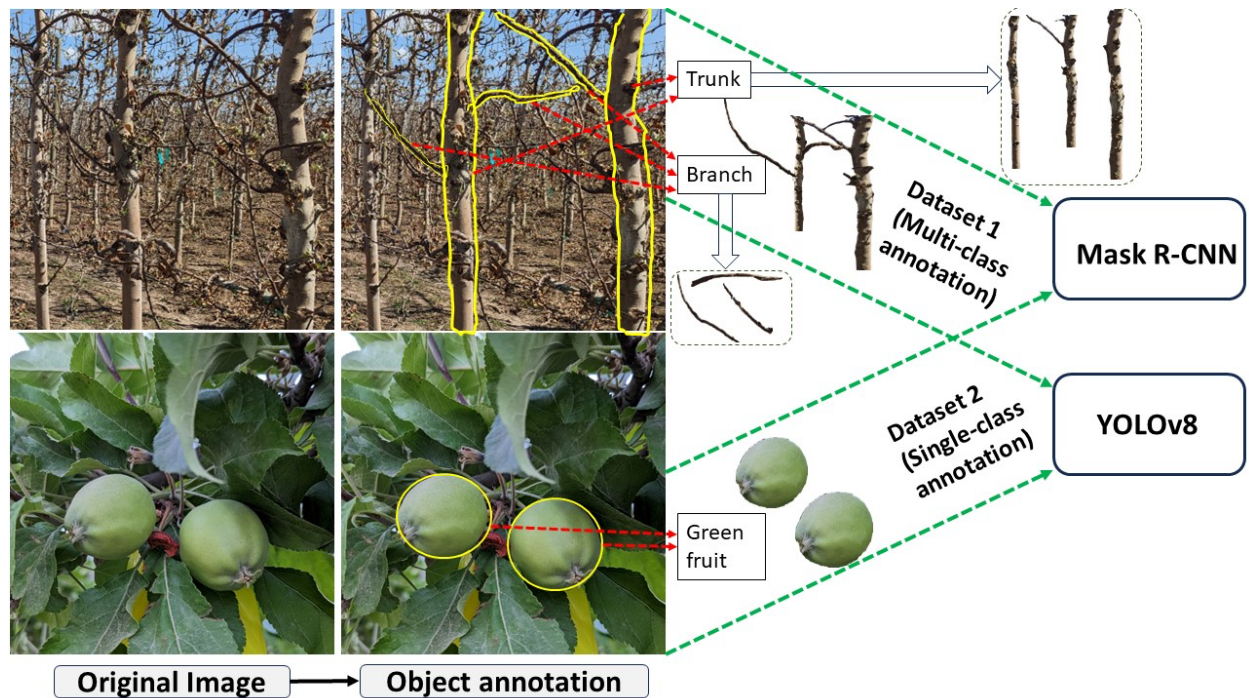 Trunk
Branch
Dataset 1
(Multi-class
annotation)
Mask R-CNN
Dataset 2
(Single-class
annotation)
YOLOv8
Green
fruit
Original Image
Object annotation